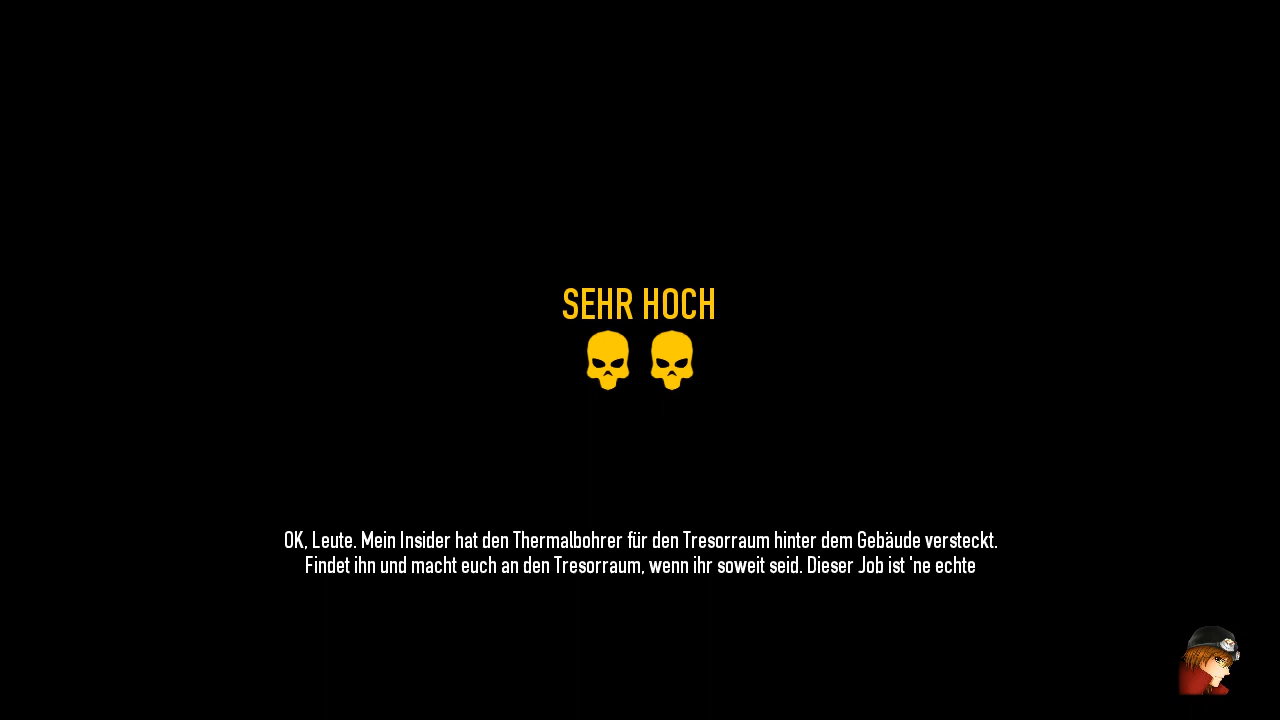 SEHR HOCH
OK, Leute. Mein Insider hat den Thermalbohrer für den Tresorraum hinter dem Gebäude versteckt.
Findet ihn und macht euch an den Tresorraum, wenn ihr soweit seid. Dieser Job ist 'ne echte